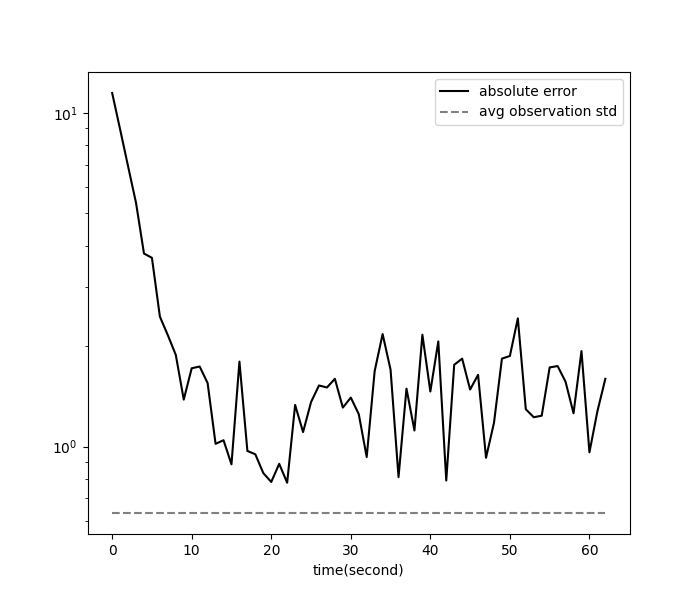 absolute error
avg observation std
10¹
10⁰
0 10 20 30 40 50 60
time(second)